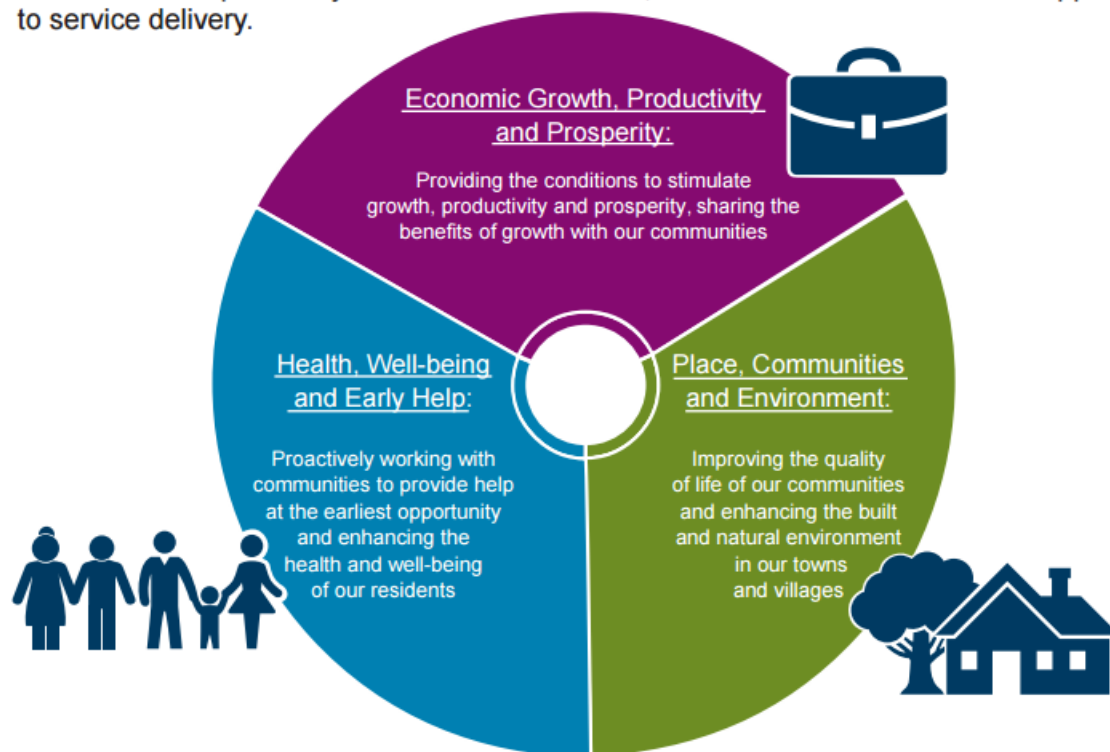 to service delivery.
Economic Growth, Productivity
and Prosperity:
Providing the conditions to stimulate
growth, productivity and prosperity, sharing the
benefits of growth with our communities
Health, Well-being
and Early Help:
Proactively working with
communities to provide help
at the earliest opportunity
and enhancing the
health and well-being
of our residents
Place, Communities
and Environment:
Improving the quality
of life of our communities
and enhancing the built
and natural environment
in our towns
and villages